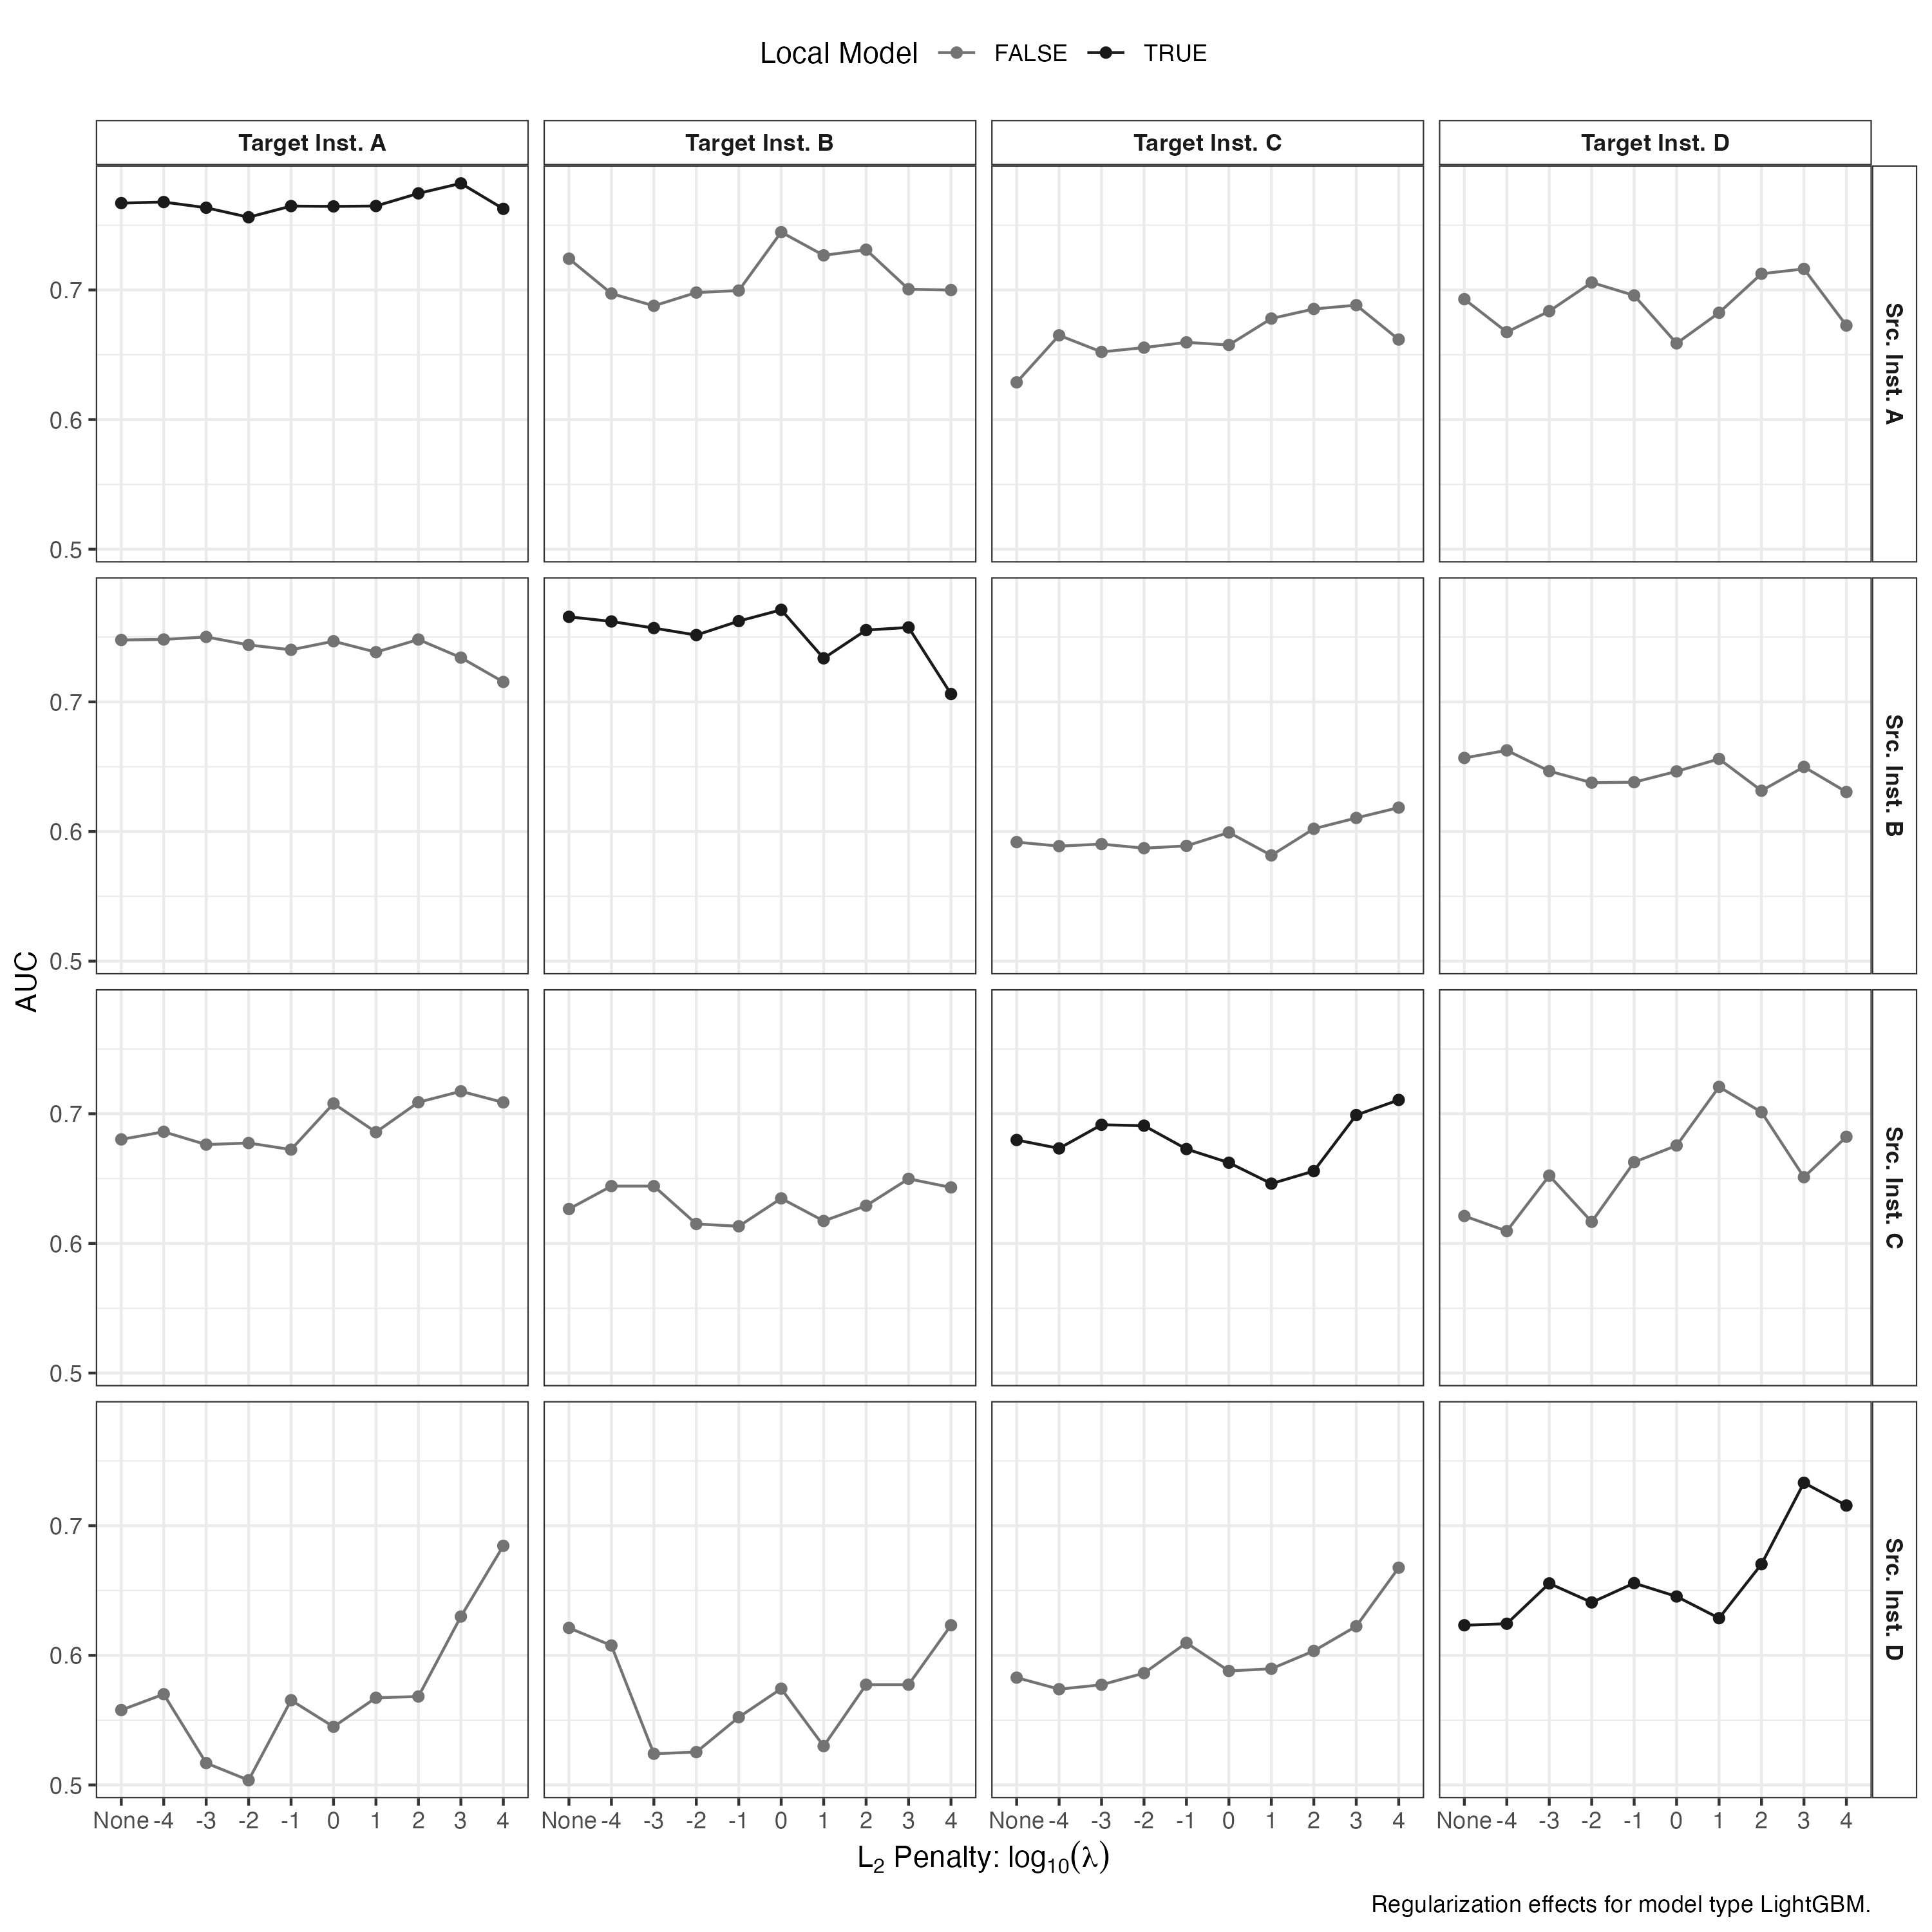 Local Model FALSE TRUE
Target Inst. A Target Inst. B Target Inst. C Target Inst. D
0.7
0.6
0.5
Src. Inst. A
0.7
0.6
0.5
Src. Inst. B
AUC
0.7
0.6
0.5
Src. Inst. C
0.7
0.6
0.5
Src. Inst. D
None -4 -3 -2 -1 0 1 2 3 4 None -4 -3 -2 -1 0 1 2 3 4 None -4 -3 -2 -1 0 1 2 3 4 None -4 -3 -2 -1 0 1 2 3 4
L₂ Penalty: log₁₀(λ)
Regularization effects for model type LightGBM.